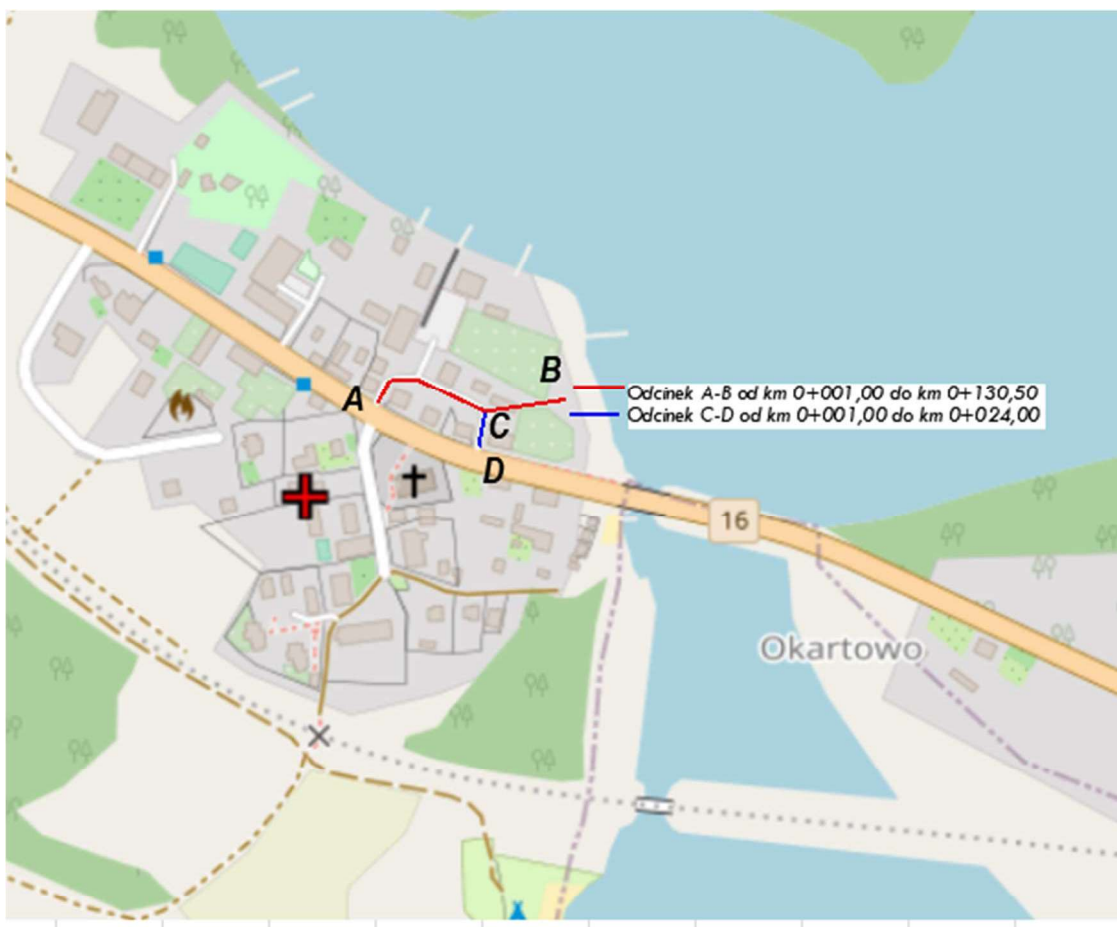 B
Odcinek A-B od km 0+001,00 do km 0+130,50
A
Odcinek C-D od km 0+001,00 do km 0+024,00
C
D
16
Okartowo